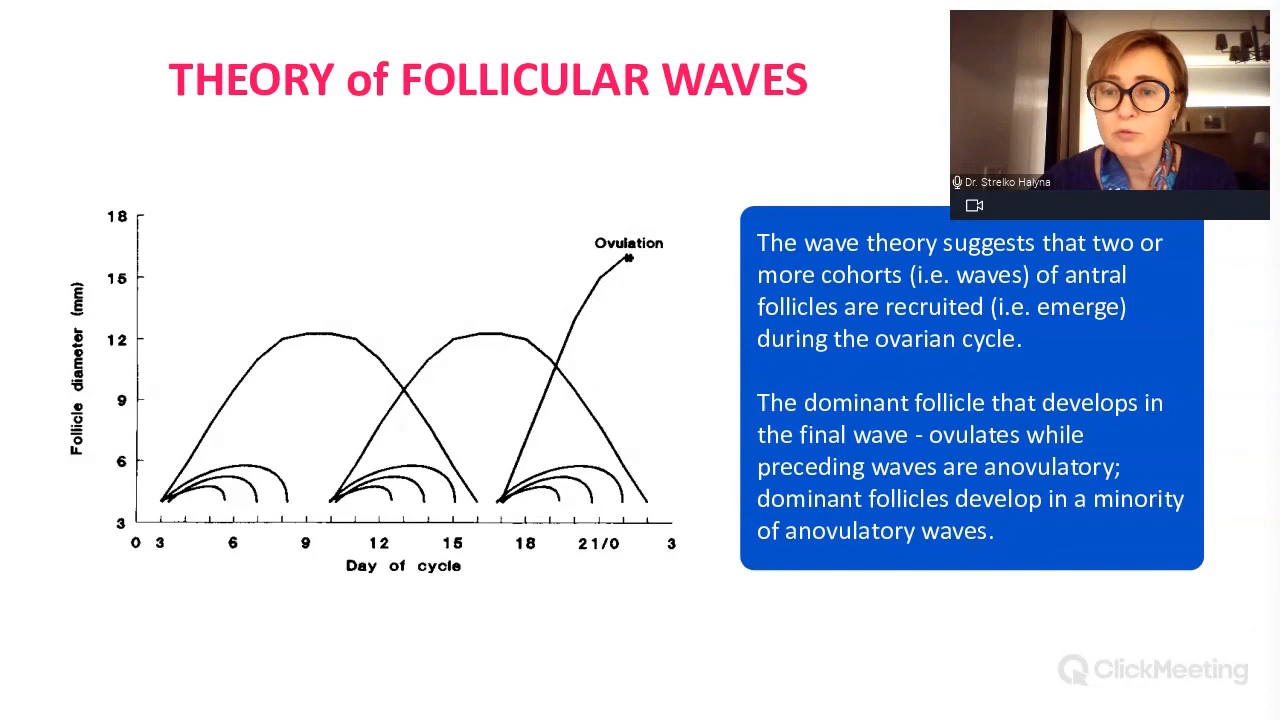 THEORY of FOLLICULAR WAVES
Dr. Strelko Halyna
18
15
12
9
6
3
Follicle diameter (mm)
Ovulation
0 3 6 9 12 15 18 21/0 3
Day of cycle
The wave theory suggests that two or
more cohorts (i.e. waves) of antral
follicles are recruited (i.e. emerge)
during the ovarian cycle.
The dominant follicle that develops in
the final wave - ovulates while
preceding waves are anovulatory;
dominant follicles develop in a minority
of anovulatory waves.
ClickMeeting